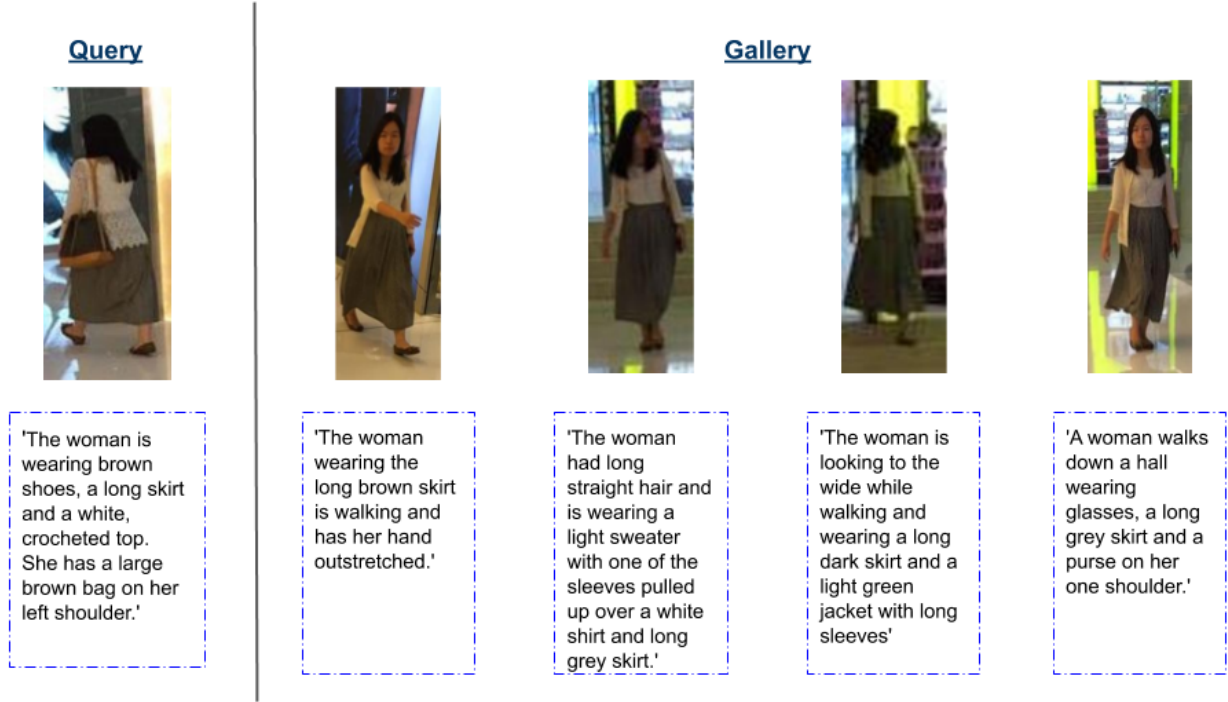 Query
Gallery
'The woman is
wearing brown
shoes, a long skirt
and a white,
crocheted top.
She has a large
brown bag on her
left shoulder.'
'The woman
wearing the
long brown skirt
is walking and
has her hand
outstretched.'
'The woman
had long
straight hair and
is wearing a
light sweater
with one of the
sleeves pulled
up over a white
shirt and long
grey skirt.'
'The woman is
looking to the
wide while
walking and
wearing a long
dark skirt and a
light green
jacket with long
sleeves'
'A woman walks
down a hall
wearing
glasses, a long
grey skirt and a
purse on her
one shoulder.'